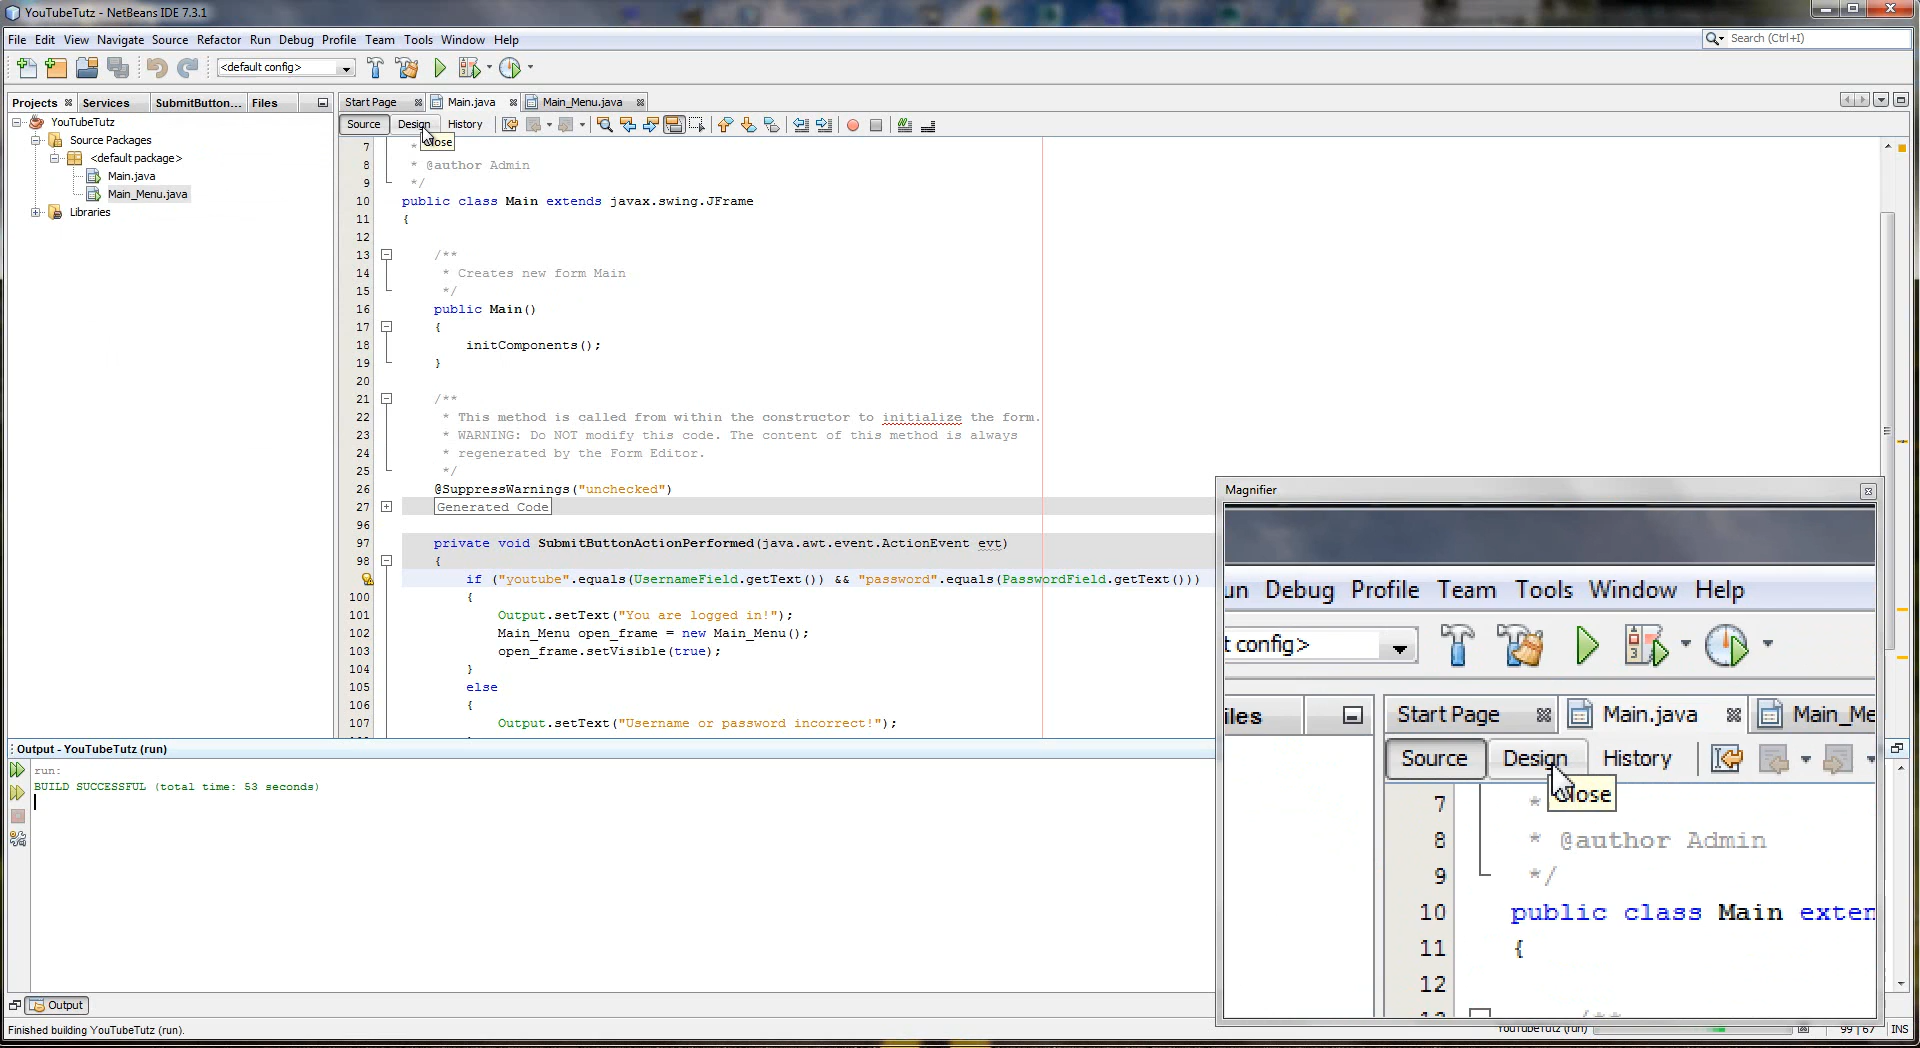 YouTubeTutz - NetBeans IDE 7.3.1
File Edit View Navigate Source Refactor Run Debug Profile Team Tools Window Help
Search (Ctrl+I)
<default config>
Projects Services SubmitButton... Files
Start Page Main.java Main_Menu.java
Source Design History
YouTubeTutz
Source Packages
<default package>
Main.java
Main_Menu.java
Libraries
7 *
8 * @author Admin
9 */
10 public class Main extends javax.swing.JFrame
11 {
12
13 /**
14 * Creates new form Main
15 */
16 public Main()
17 {
18 initComponents();
19 }
20
21 /**
22 * This method is called from within the constructor to initialize the form.
23 * WARNING: Do NOT modify this code. The content of this method is always
24 * regenerated by the Form Editor.
25 */
26 @SuppressWarnings("unchecked")
27 Generated Code
96
97 private void SubmitButtonActionPerformed(java.awt.event.ActionEvent evt)
98 {
if ("youtube".equals(UsernameField.getText()) && "password".equals(PasswordField.getText()))
100 {
101 Output.setText("You are logged in!");
102 Main_Menu open_frame = new Main_Menu();
103 open_frame.setVisible(true);
104 }
105 else
106 {
107 Output.setText("Username or password incorrect!");
Output - YouTubeTutz (run)
run:
BUILD SUCCESSFUL (total time: 53 seconds)
Output
Finished building YouTubeTutz (run).
YouTubeTutz (run)
99 | 67 INS
Magnifier
un Debug Profile Team Tools Window Help
t config>
iles Start Page Main.java Main_Me
Source Design History
7 *
8 * @author Admin
9 */
10 public class Main exten
11 {
12